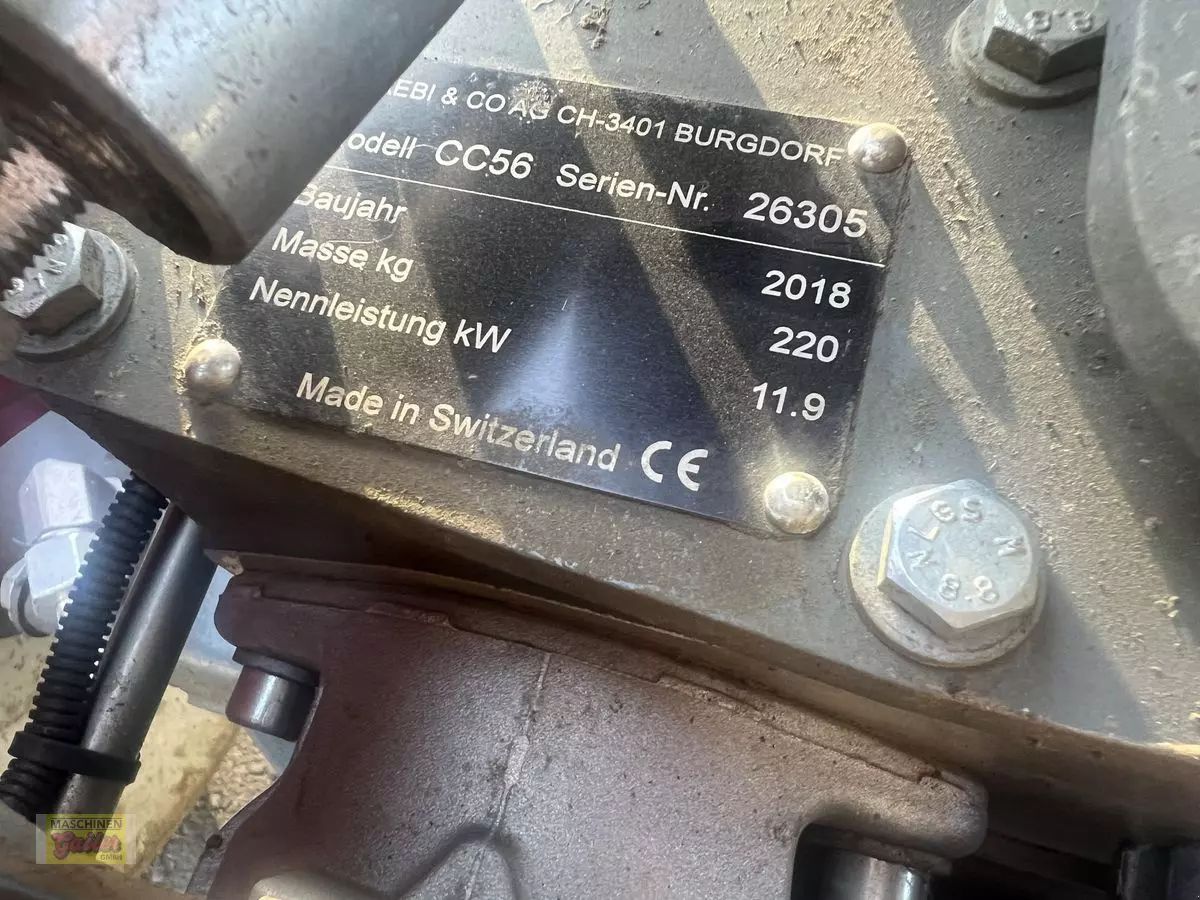 EBI & CO AG CH-3401 BURGDORF
odell CC56 Serien-Nr. 26305
Baujahr 2018
Masse kg 220
Nennleistung kW 11.9
Made in Switzerland CE
8.8
M 8.8
MASCHINEN
Gailer
GMBH